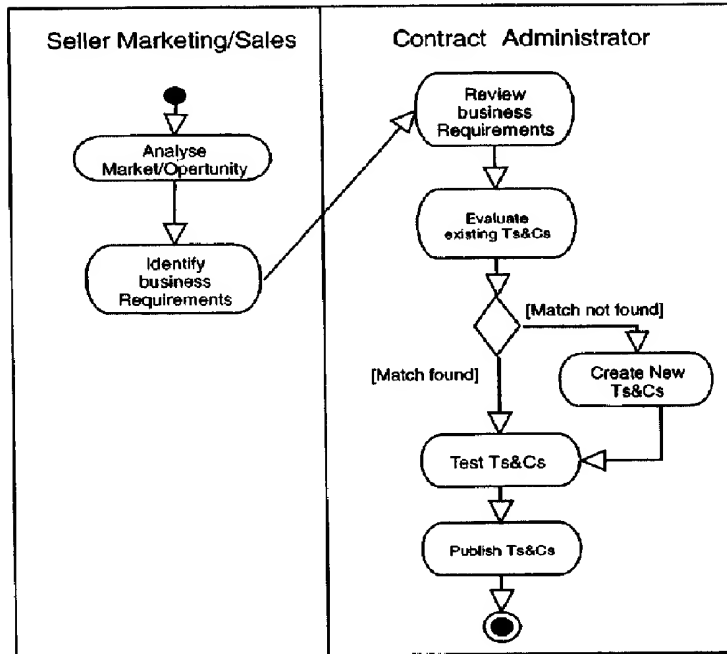 Seller Marketing/Sales
Analyse
Market/Opertunity
Identify
business
Requirements
Contract Administrator
Review
business
Requirements
Evaluate
existing Ts&Cs
[Match not found]
[Match found]
Create New
Ts&Cs
Test Ts&Cs
Publish Ts&Cs